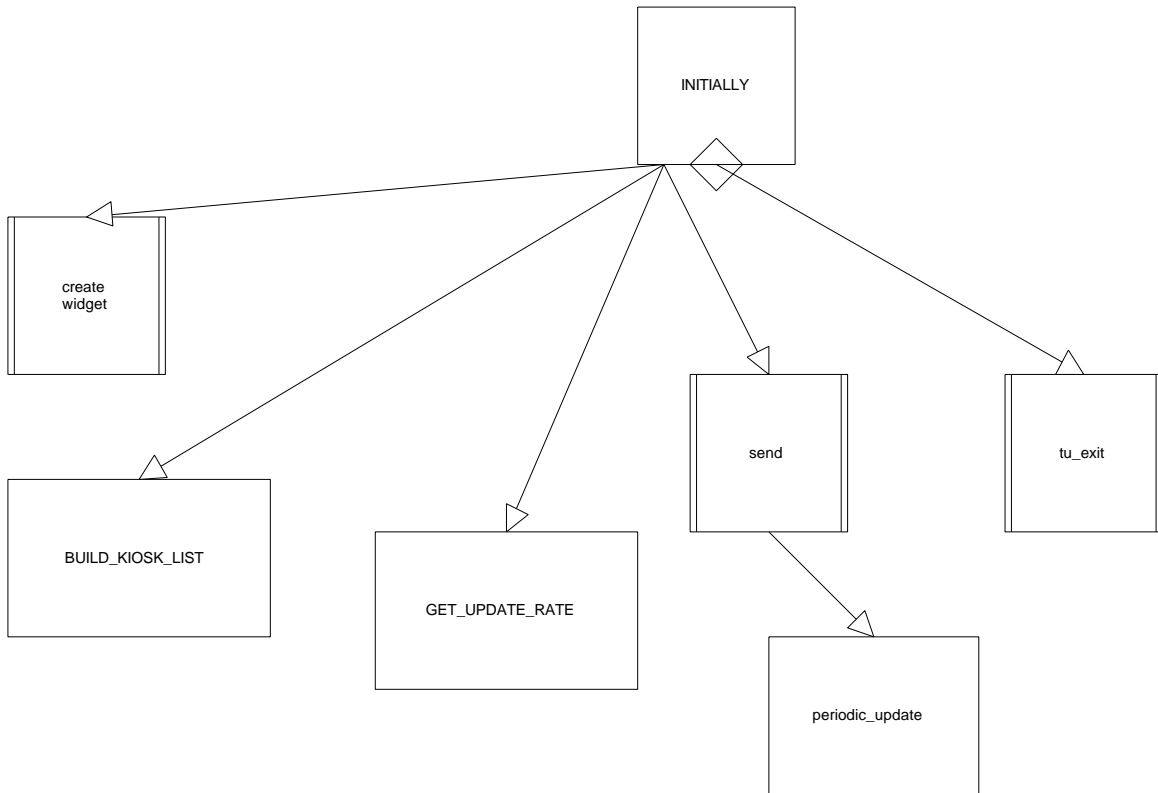 INITIALLY
create
widget
send
tu_exit
BUILD_KIOSK_LIST
GET_UPDATE_RATE
periodic_update